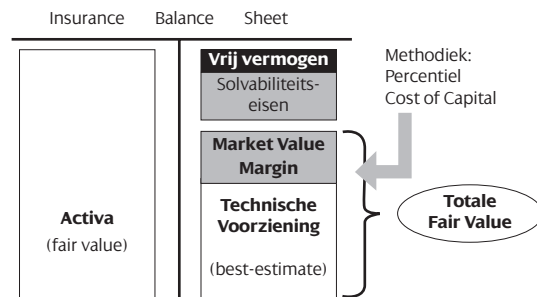 Insurance Balance Sheet
Vrij vermogen
Solvabiliteits-
eisen
Methodiek:
Percentiel
Cost of Capital
Market Value
Margin
Activa
(fair value)
Technische
Voorziening
(best-estimate)
Totale
Fair Value